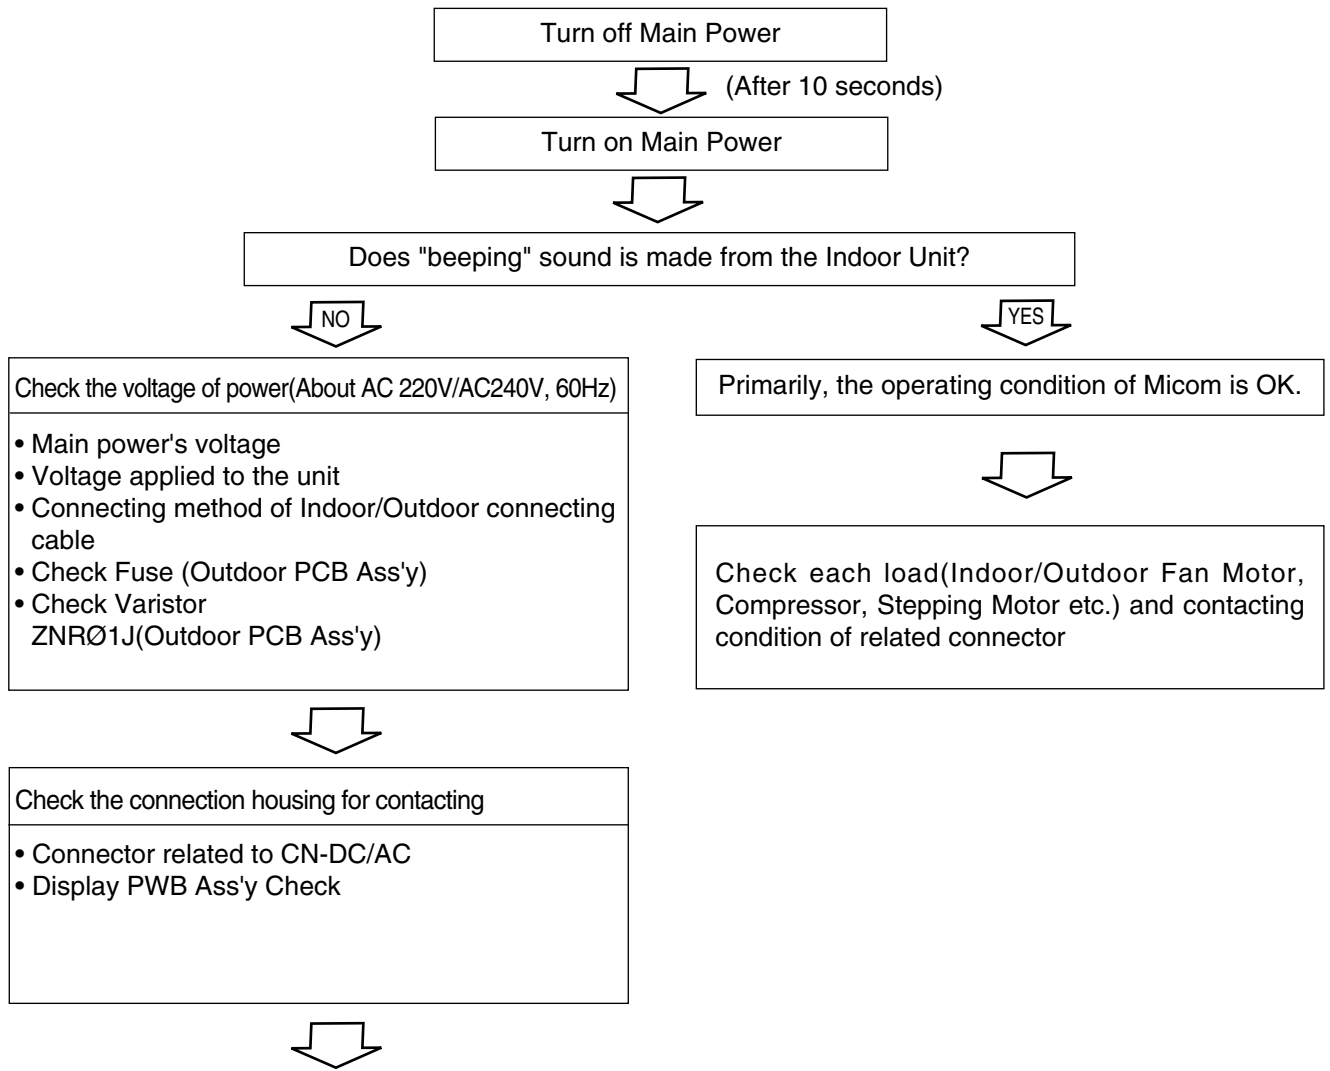 Turn off Main Power
(After 10 seconds)
Turn on Main Power
Does "beeping" sound is made from the Indoor Unit?
NO
YES
Check the voltage of power(About AC 220V/AC240V, 60Hz)
• Main power's voltage
• Voltage applied to the unit
• Connecting method of Indoor/Outdoor connecting
cable
• Check Fuse (Outdoor PCB Ass'y)
• Check Varistor
ZNRØ1J(Outdoor PCB Ass'y)
Primarily, the operating condition of Micom is OK.
Check each load(Indoor/Outdoor Fan Motor,
Compressor, Stepping Motor etc.) and contacting
condition of related connector
Check the connection housing for contacting
• Connector related to CN-DC/AC
• Display PWB Ass'y Check